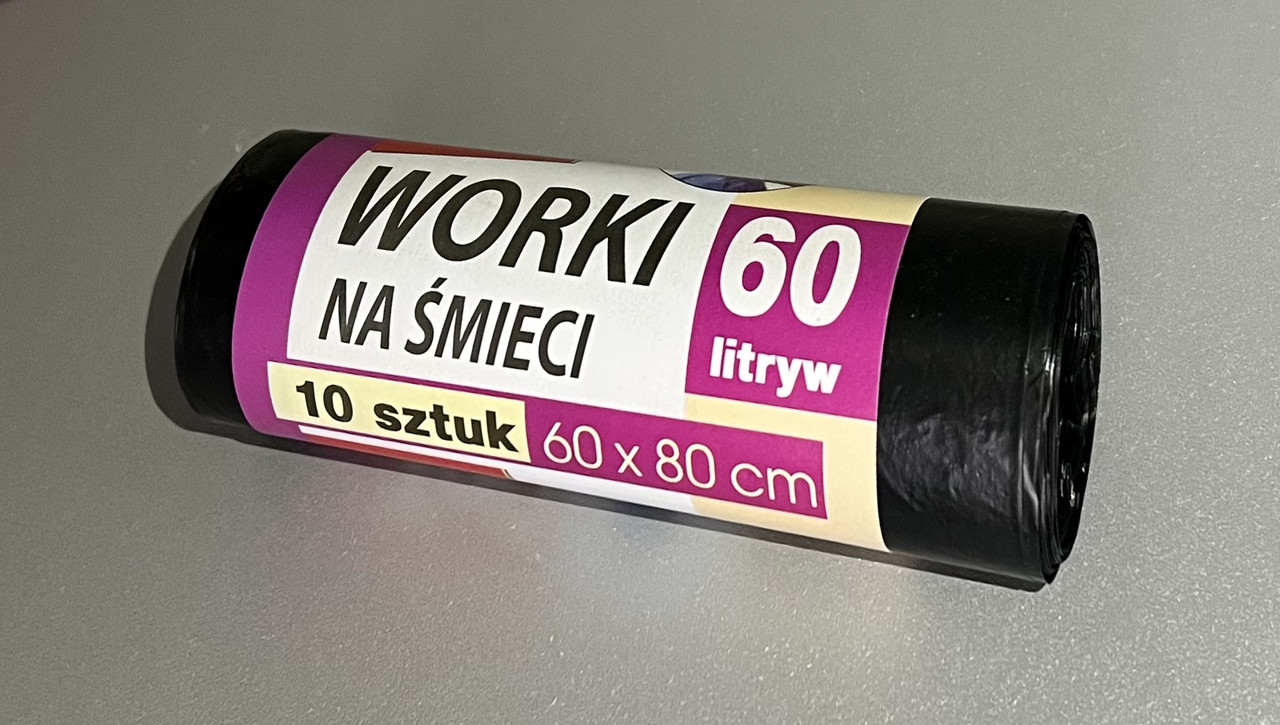 WORKI
NA ŚMIECI
60
litryw
10 sztuk
60 x 80 cm